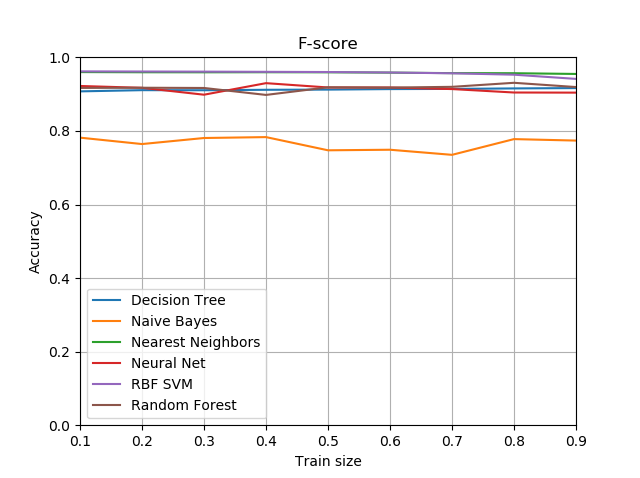 F-score
Accuracy
1.0
0.8
0.6
0.4
0.2
0.0
Decision Tree
Naive Bayes
Nearest Neighbors
Neural Net
RBF SVM
Random Forest
0.1 0.2 0.3 0.4 0.5 0.6 0.7 0.8 0.9
Train size